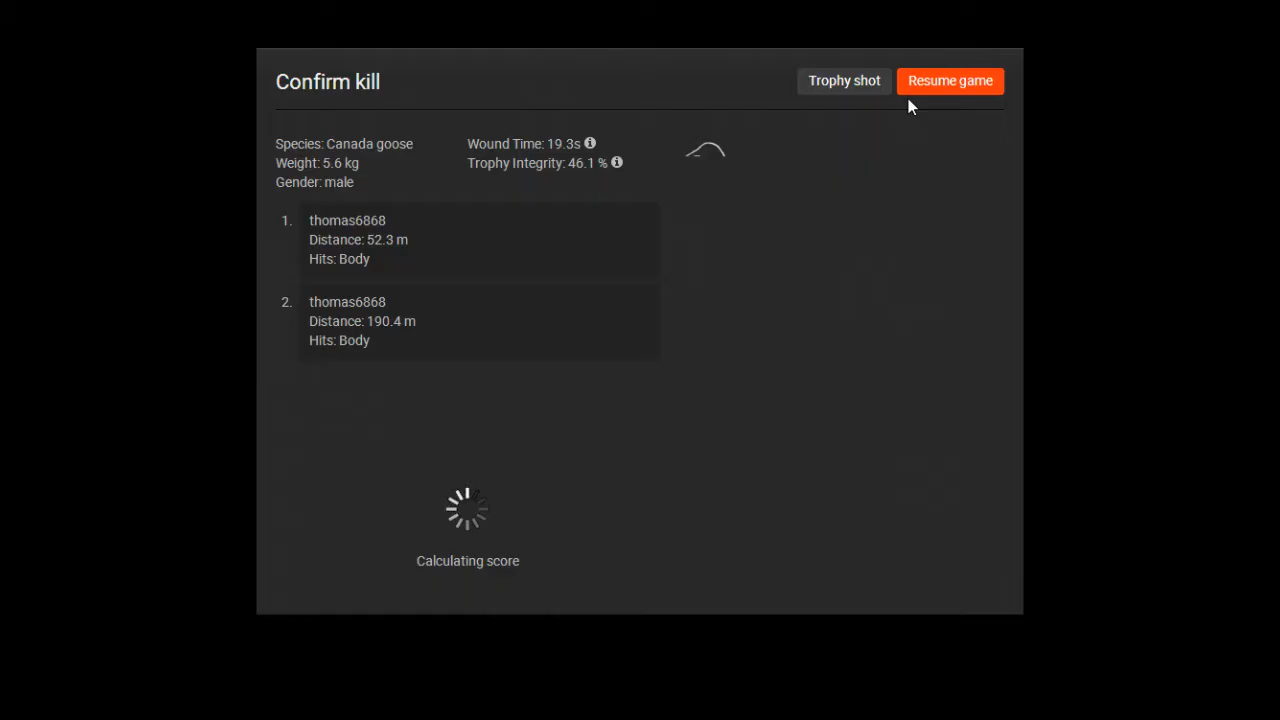 Confirm kill
Trophy shot
Resume game
Species: Canada goose
Weight: 5.6 kg
Gender: male
Wound Time: 19.3s
Trophy Integrity: 46.1 %
1.
thomas6868
Distance: 52.3 m
Hits: Body
2.
thomas6868
Distance: 190.4 m
Hits: Body
Calculating score